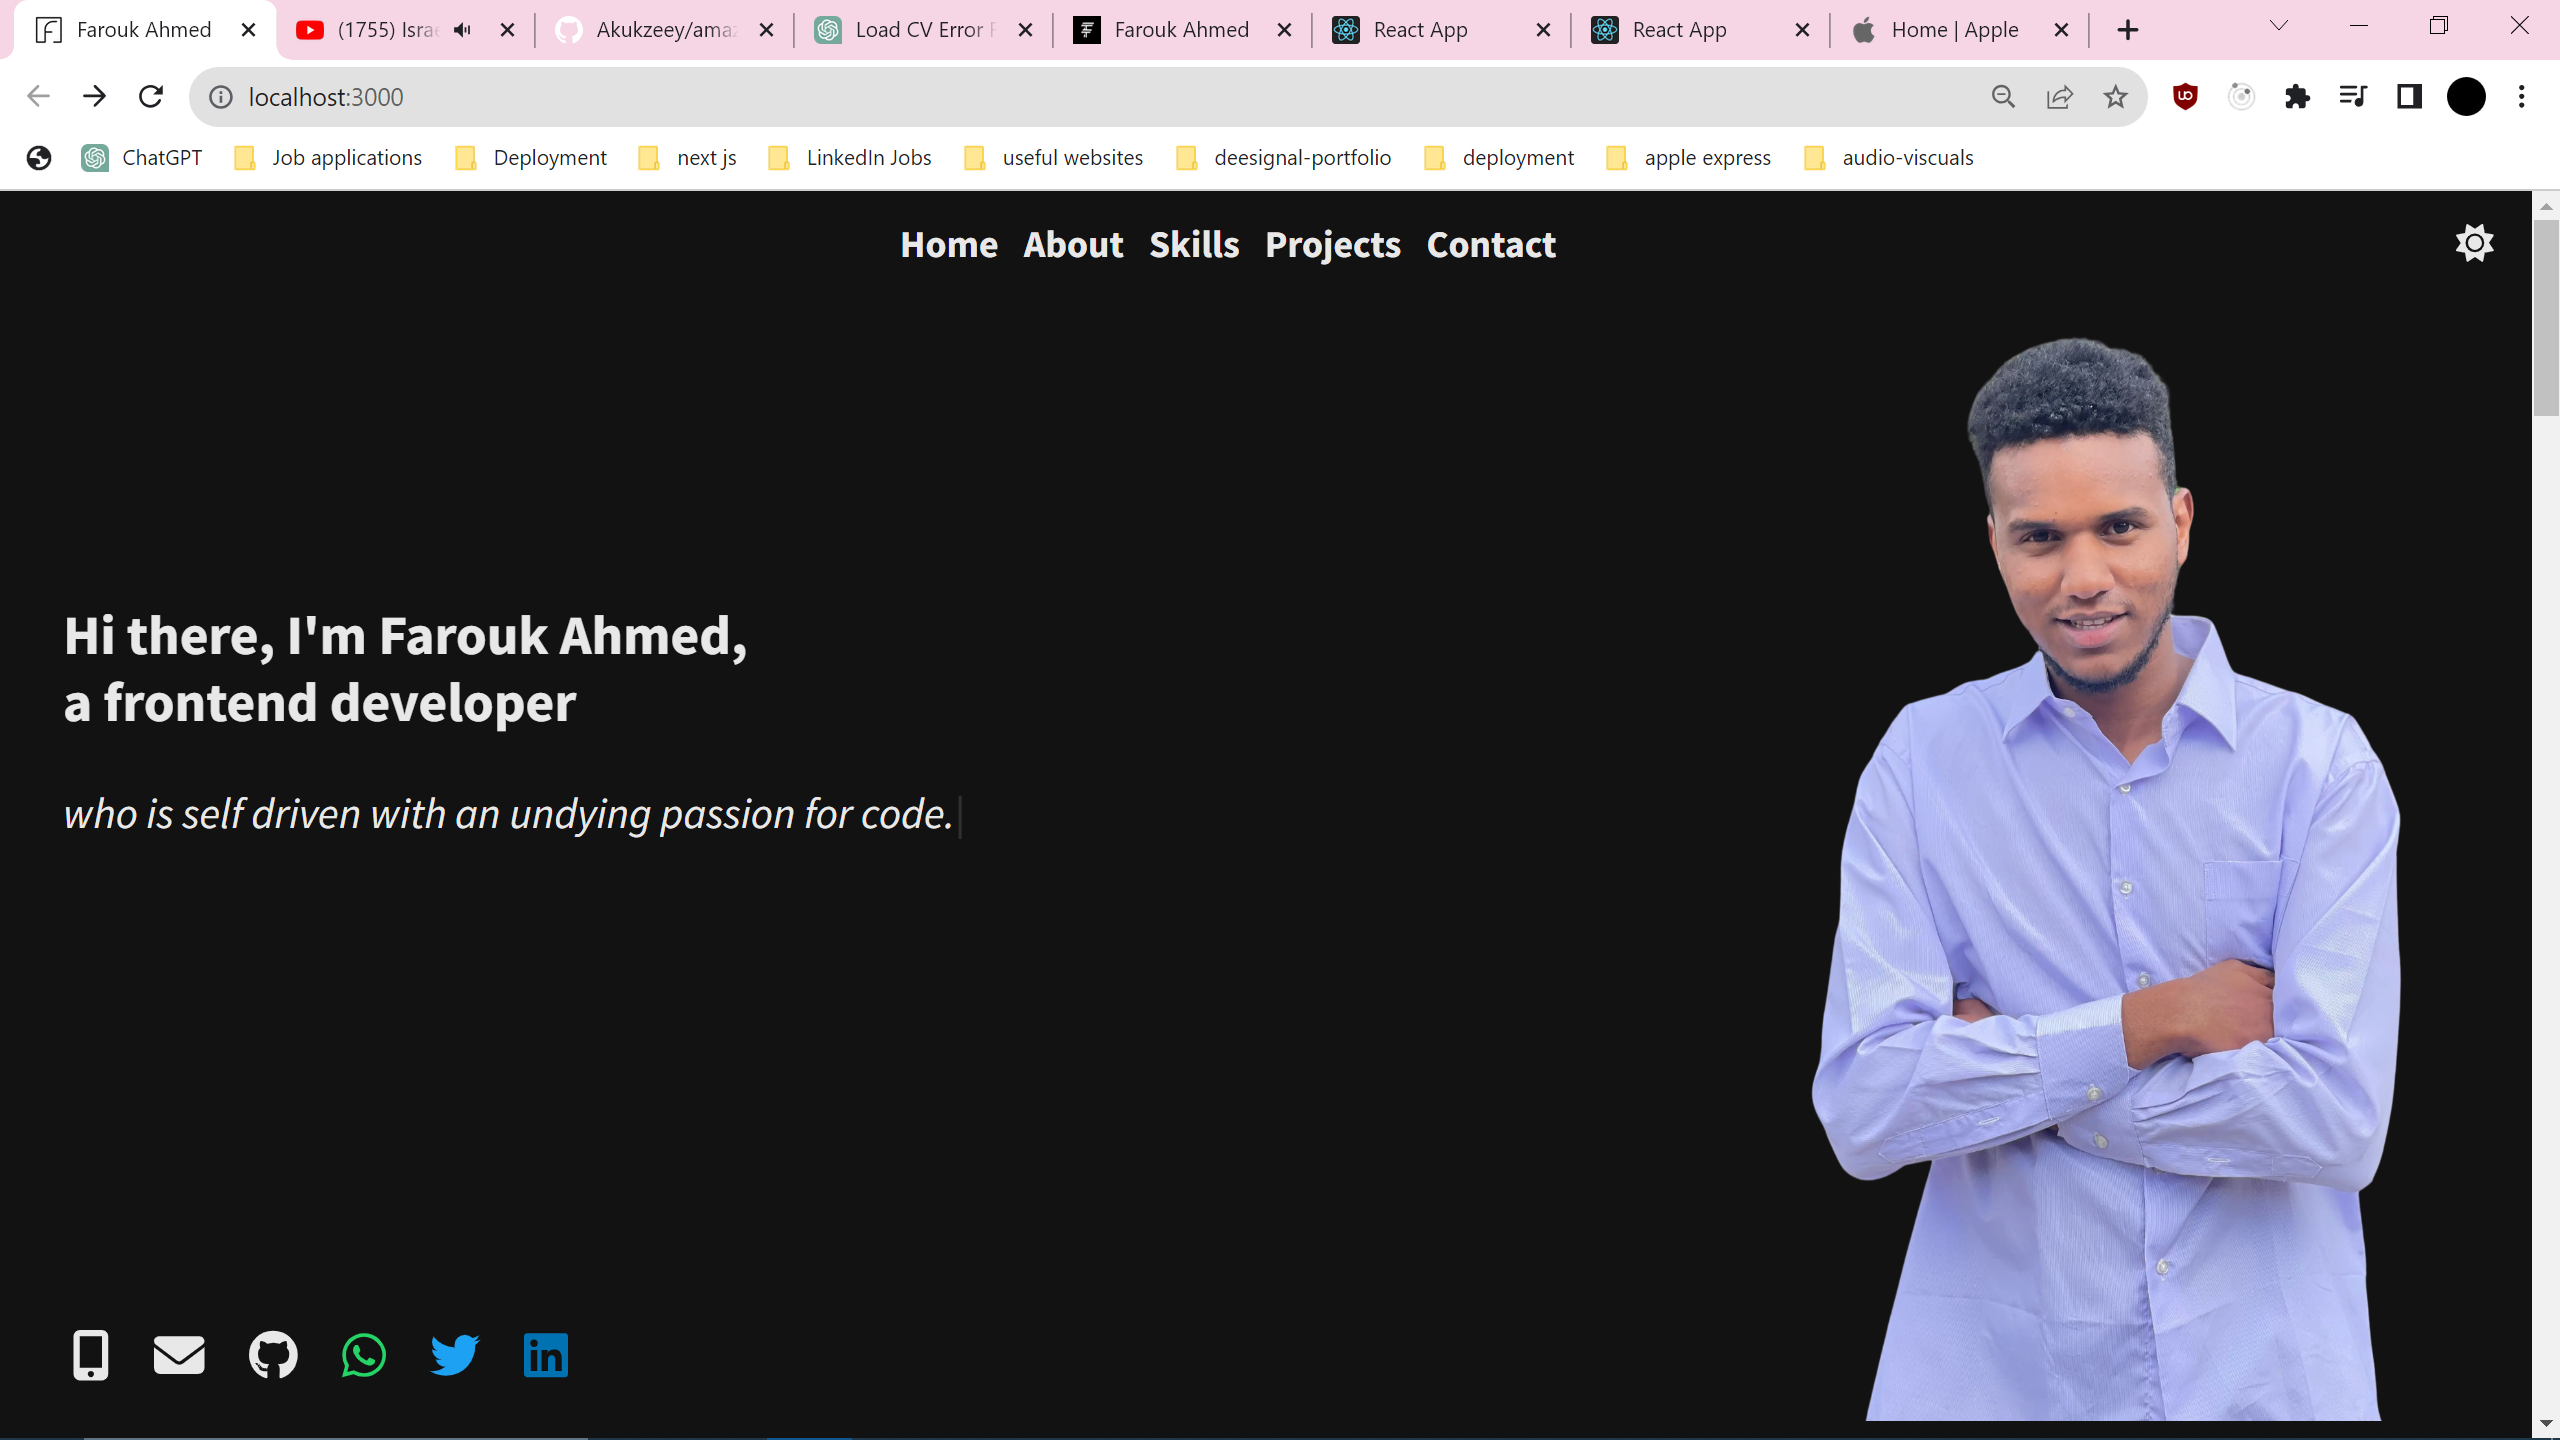 Farouk Ahmed
(1755) Isra
Akukzeey/ama
Load CV Error F
Farouk Ahmed
React App
React App
Home | Apple
localhost:3000
ChatGPT
Job applications
Deployment
next js
LinkedIn Jobs
useful websites
deesignal-portfolio
deployment
apple express
audio-viscuals
Home About Skills Projects Contact
Hi there, I'm Farouk Ahmed,
a frontend developer
who is self driven with an undying passion for code.
in